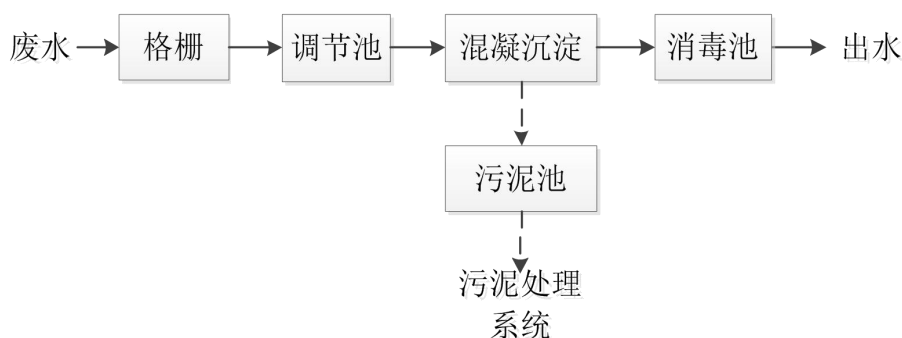 废水
格栅
调节池
混凝沉淀
消毒池
出水
污泥池
污泥处理
系统